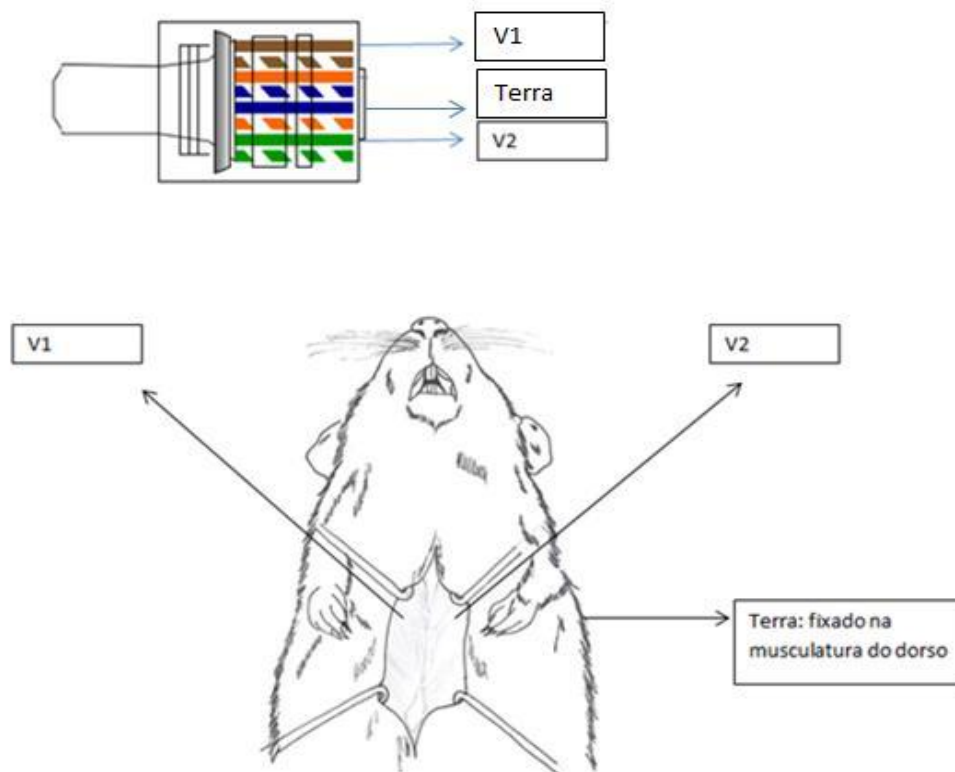 V1
Terra
V2
V1
V2
Terra: fixado na
musculatura do dorso